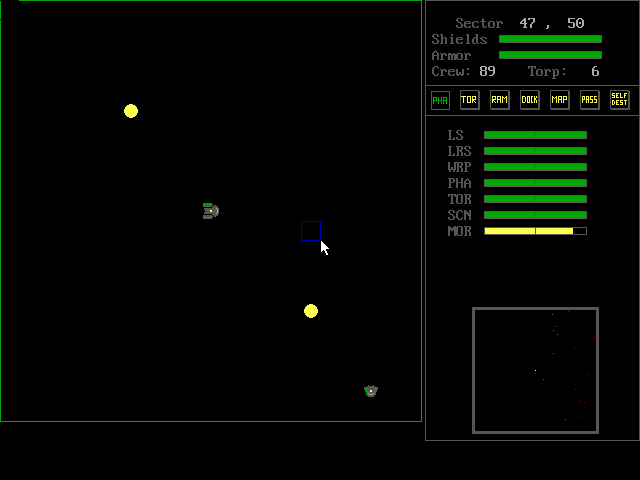 Sector 47 , 50
Shields
Armor
Crew: 89 Torp: 6
PHA TOR RAM DOCK MAP PASS SELF DEST
LS
LRS
WRP
PHA
TOR
SCN
MOR